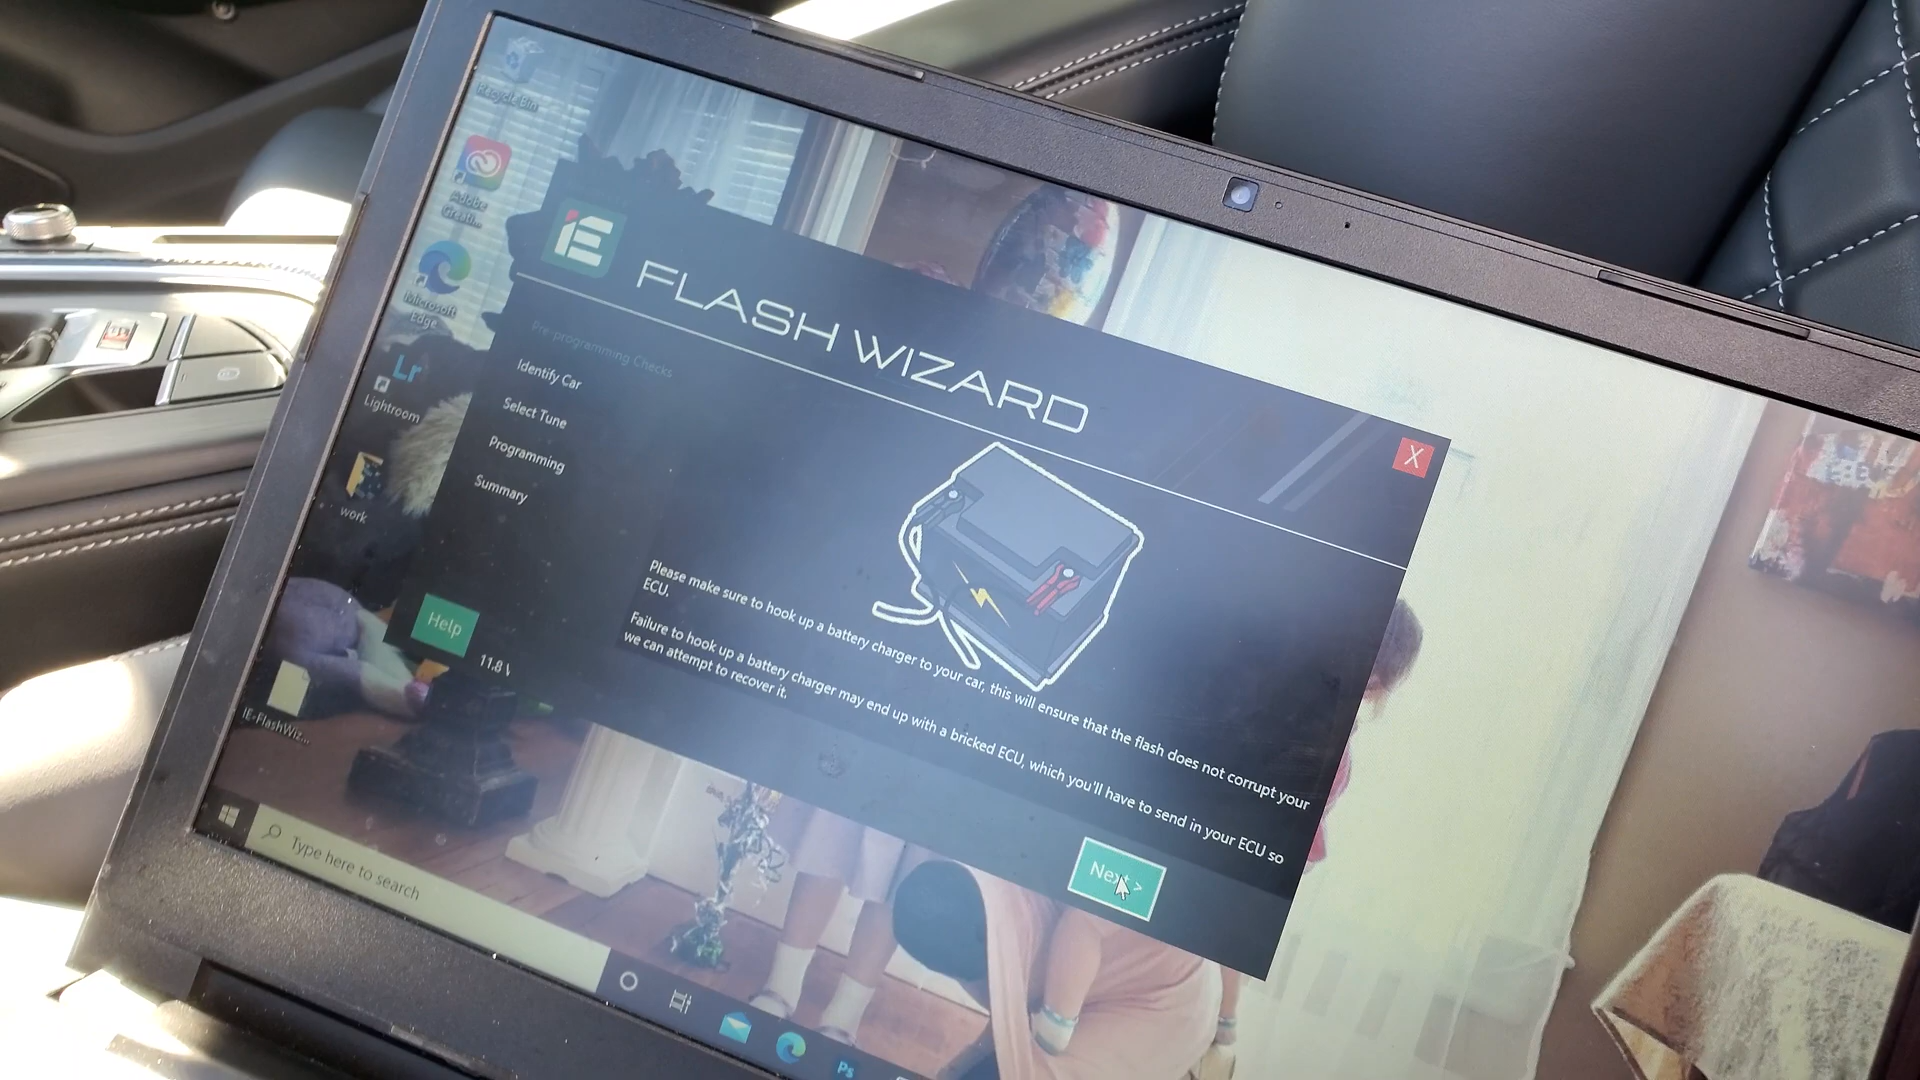 Recycle Bin
Adobe
Creati...
Microsoft
Edge
Lr
Lightroom
work
IE-FlashWiz...
IE
FLASH WIZARD
X
Pre-programming Checks
Identify Car
Select Tune
Programming
Summary
Help
11.8 V
Please make sure to hook up a battery charger to your car, this will ensure that the flash does not corrupt your
ECU.
Failure to hook up a battery charger may end up with a bricked ECU, which you'll have to send in your ECU so
we can attempt to recover it.
Next >
Type here to search
Ps